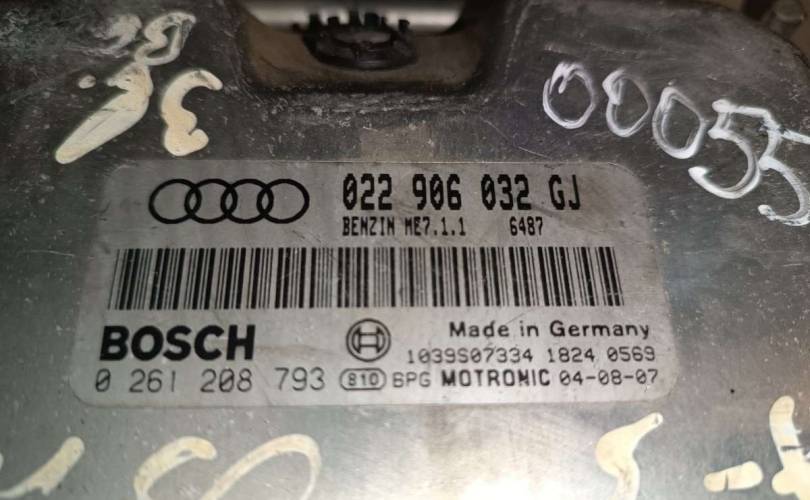 00055
022 906 032 GJ
BENZIN ME7.1.1 6487
BOSCH
Made in Germany
1039S07334 1824 0569
0 261 208 793 810 BPG MOTRONIC 04-08-07